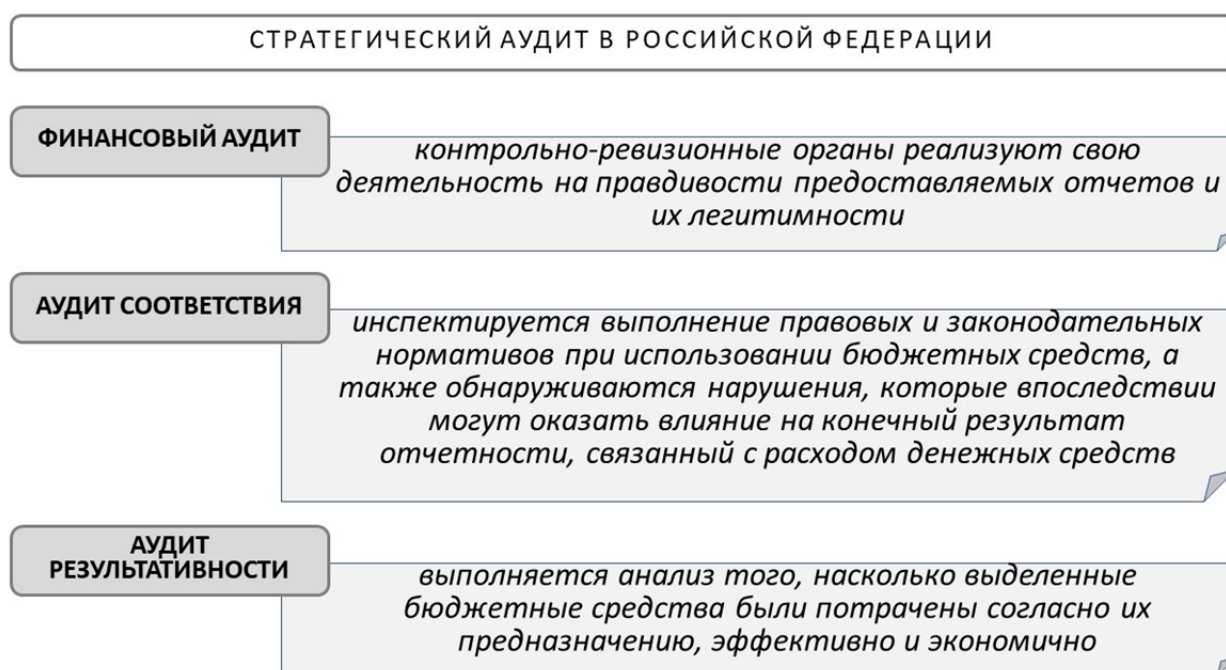 СТРАТЕГИЧЕСКИЙ АУДИТ В РОССИЙСКОЙ ФЕДЕРАЦИИ
ФИНАНСОВЫЙ АУДИТ
контрольно-ревизионные органы реализуют свою
деятельность на правдивости предоставляемых отчетов и
их легитимности
АУДИТ СООТВЕТСТВИЯ
инспектируется выполнение правовых и законодательных
нормативов при использовании бюджетных средств, а
также обнаруживаются нарушения, которые впоследствии
могут оказать влияние на конечный результат
отчетности, связанный с расходом денежных средств
АУДИТ
РЕЗУЛЬТАТИВНОСТИ
выполняется анализ того, насколько выделенные
бюджетные средства были потрачены согласно их
предназначению, эффективно и экономично